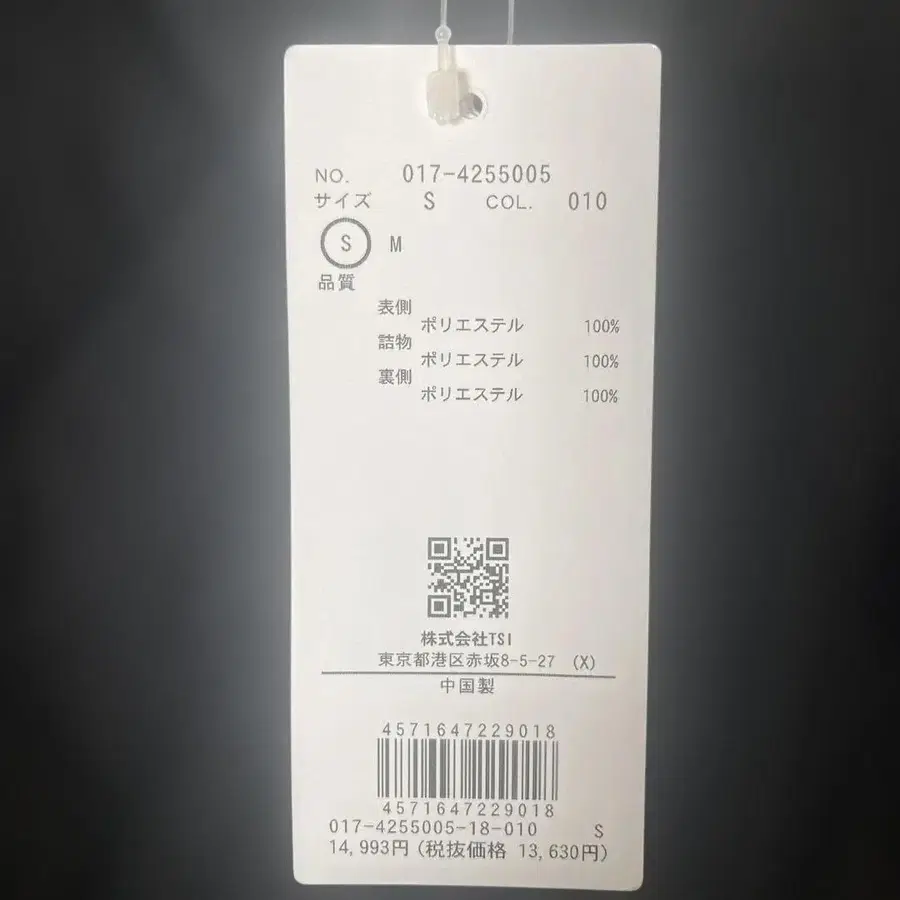 NO. 017-4255005
サイズ S COL. 010
S M
品質
表側
ポリエステル 100%
詰物
ポリエステル 100%
裏側
ポリエステル 100%
株式会社TSI
東京都港区赤坂8-5-27 (X)
中国製
4571647229018
4571647229018
017-4255005-18-010 S
14,993円(税抜価格 13,630円)